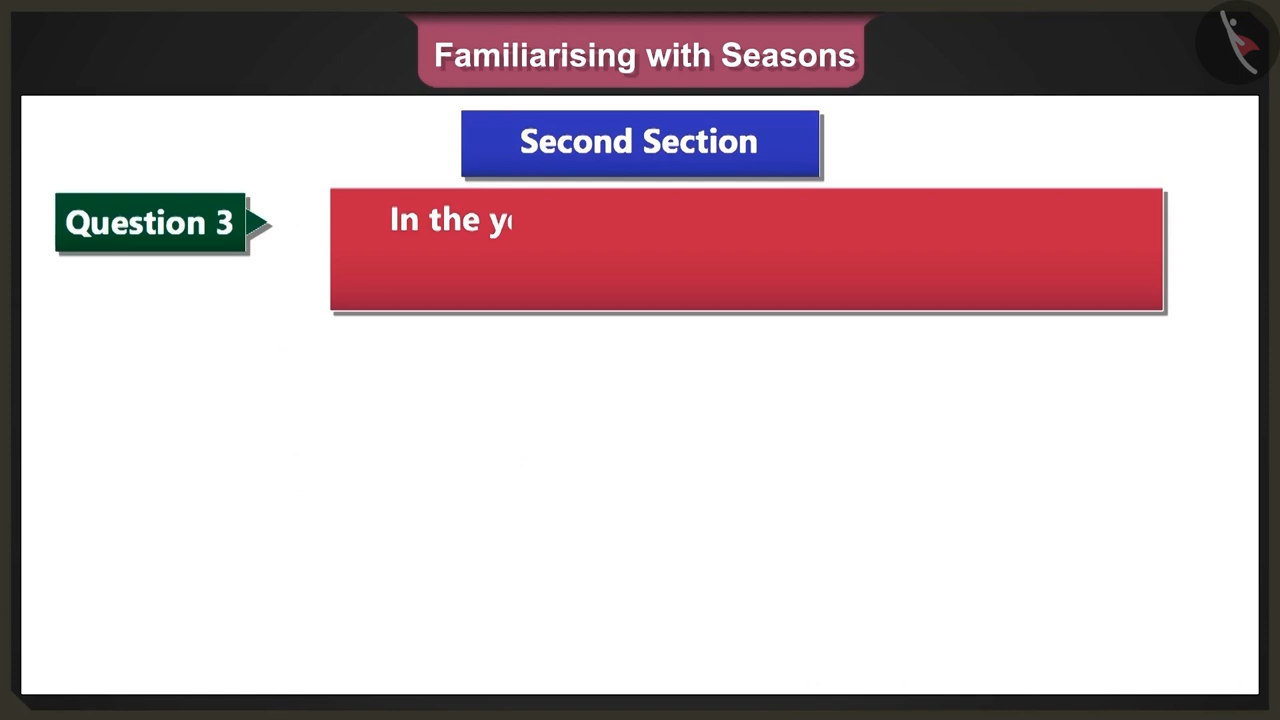 Familiarising with Seasons
Second Section
Question 3
In the